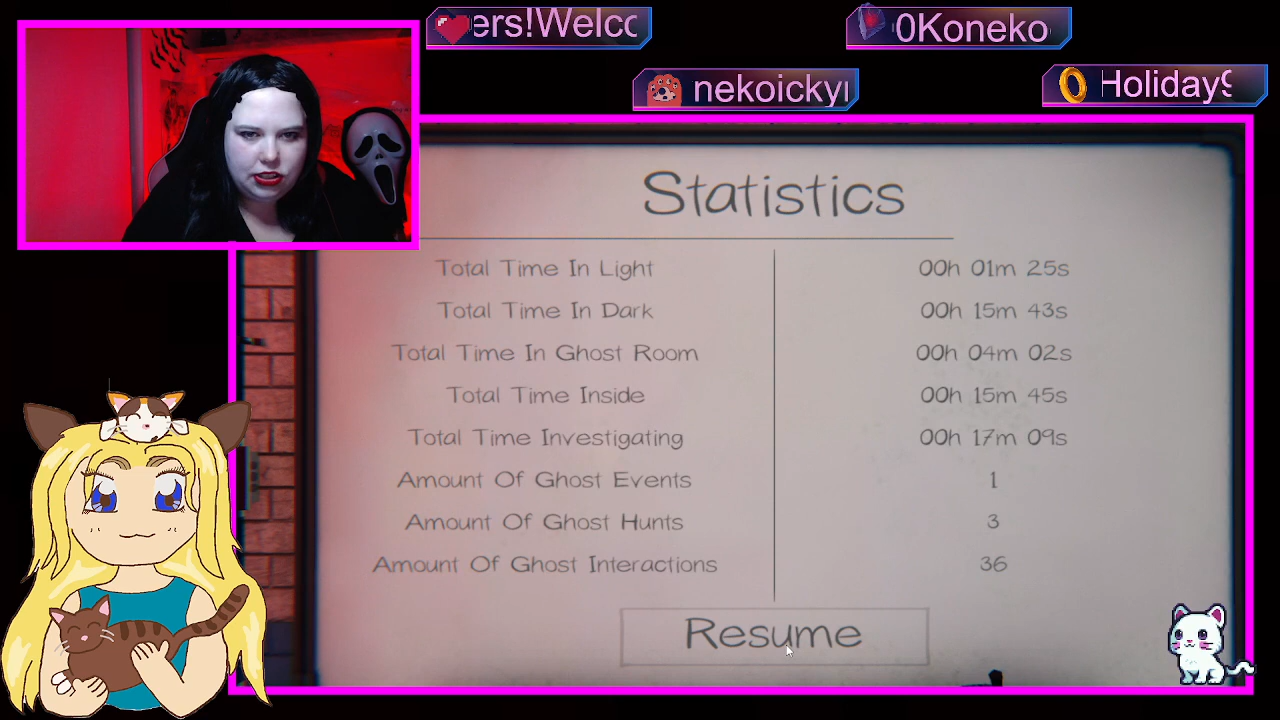 ers!Welco
0Koneko
nekoicky
Holiday9
Statistics
Total Time In Light 00h 01m 25s
Total Time In Dark 00h 15m 43s
Total Time In Ghost Room 00h 04m 02s
Total Time Inside 00h 15m 45s
Total Time Investigating 00h 17m 09s
Amount Of Ghost Events 1
Amount Of Ghost Hunts 3
Amount Of Ghost Interactions 36
Resume